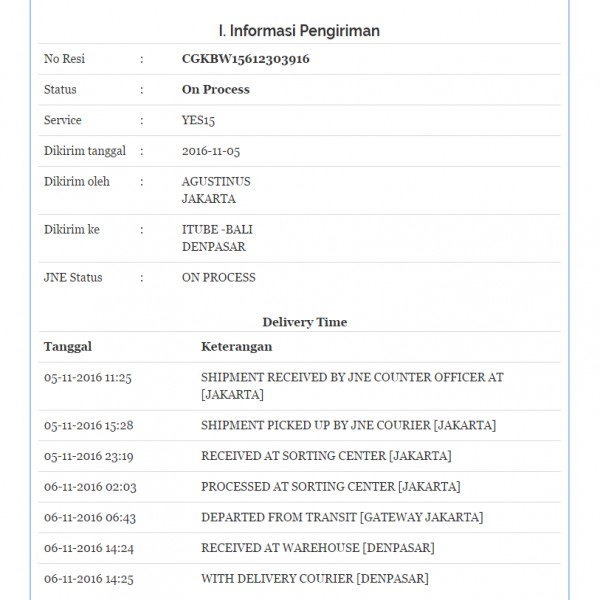 I. Informasi Pengiriman
No Resi : CGKBW15612303916
Status : On Process
Service : YES15
Dikirim tanggal : 2016-11-05
Dikirim oleh : AGUSTINUS
JAKARTA
Dikirim ke : ITUBE -BALI
DENPASAR
JNE Status : ON PROCESS
Delivery Time
Tanggal Keterangan
05-11-2016 11:25 SHIPMENT RECEIVED BY JNE COUNTER OFFICER AT
[JAKARTA]
05-11-2016 15:28 SHIPMENT PICKED UP BY JNE COURIER [JAKARTA]
05-11-2016 23:19 RECEIVED AT SORTING CENTER [JAKARTA]
06-11-2016 02:03 PROCESSED AT SORTING CENTER [JAKARTA]
06-11-2016 06:43 DEPARTED FROM TRANSIT [GATEWAY JAKARTA]
06-11-2016 14:24 RECEIVED AT WAREHOUSE [DENPASAR]
06-11-2016 14:25 WITH DELIVERY COURIER [DENPASAR]